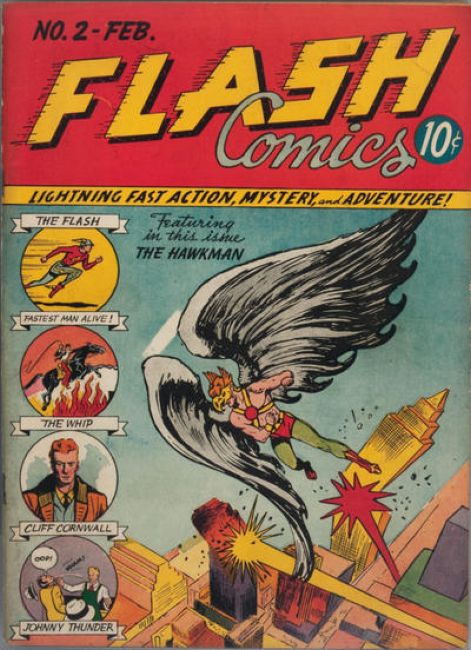 NO. 2 - FEB.
FLASH
Comics
10¢
LIGHTNING FAST ACTION, MYSTERY, and ADVENTURE!
THE FLASH
Featuring
in this issue
THE HAWKMAN
FASTEST MAN ALIVE!
THE WHIP
CLIFF CORNWALL
OOP!
JOHNNY THUNDER